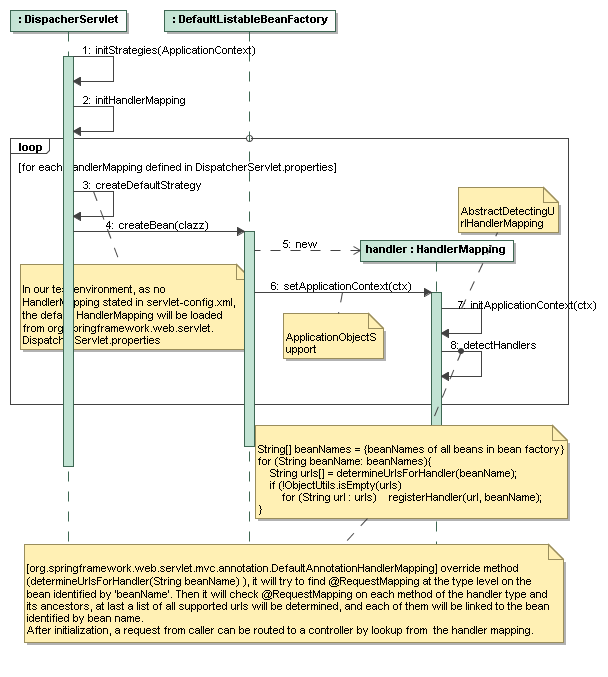 : DispacherServlet
: DefaultListableBeanFactory
1: initStrategies(ApplicationContext)
2: initHandlerMapping
loop
[for each HandlerMapping defined in DispatcherServlet.properties]
3: createDefaultStrategy
AbstractDetectingU
rlHandlerMapping
4: createBean(clazz)
5: new
handler : HandlerMapping
In our test environment, as no
HandlerMapping stated in servlet-config.xml,
the default HandlerMapping will be loaded
from org.springframework.web.servlet.
DispatcherServlet.properties
6: setApplicationContext(ctx)
7: initApplicationContext(ctx)
ApplicationObjectS
upport
8: detectHandlers
String[] beanNames = {beanNames of all beans in bean factory}
for (String beanName: beanNames){
String urls[] = determineUrlsForHandler(beanName);
if (!ObjectUtils.isEmpty(urls)
for (String url : urls) registerHandler(url, beanName);
}
[org.springframework.web.servlet.mvc.annotation.DefaultAnnotationHandlerMapping] override method
(determineUrlsForHandler(String beanName) ), it will try to find @RequestMapping at the type level on the
bean identified by 'beanName'. Then it will check @RequestMapping on each method of the handler type and
its ancestors, at last a list of all supported urls will be determined, and each of them will be linked to the bean
identified by bean name.
After initialization, a request from caller can be routed to a controller by lookup from the handler mapping.